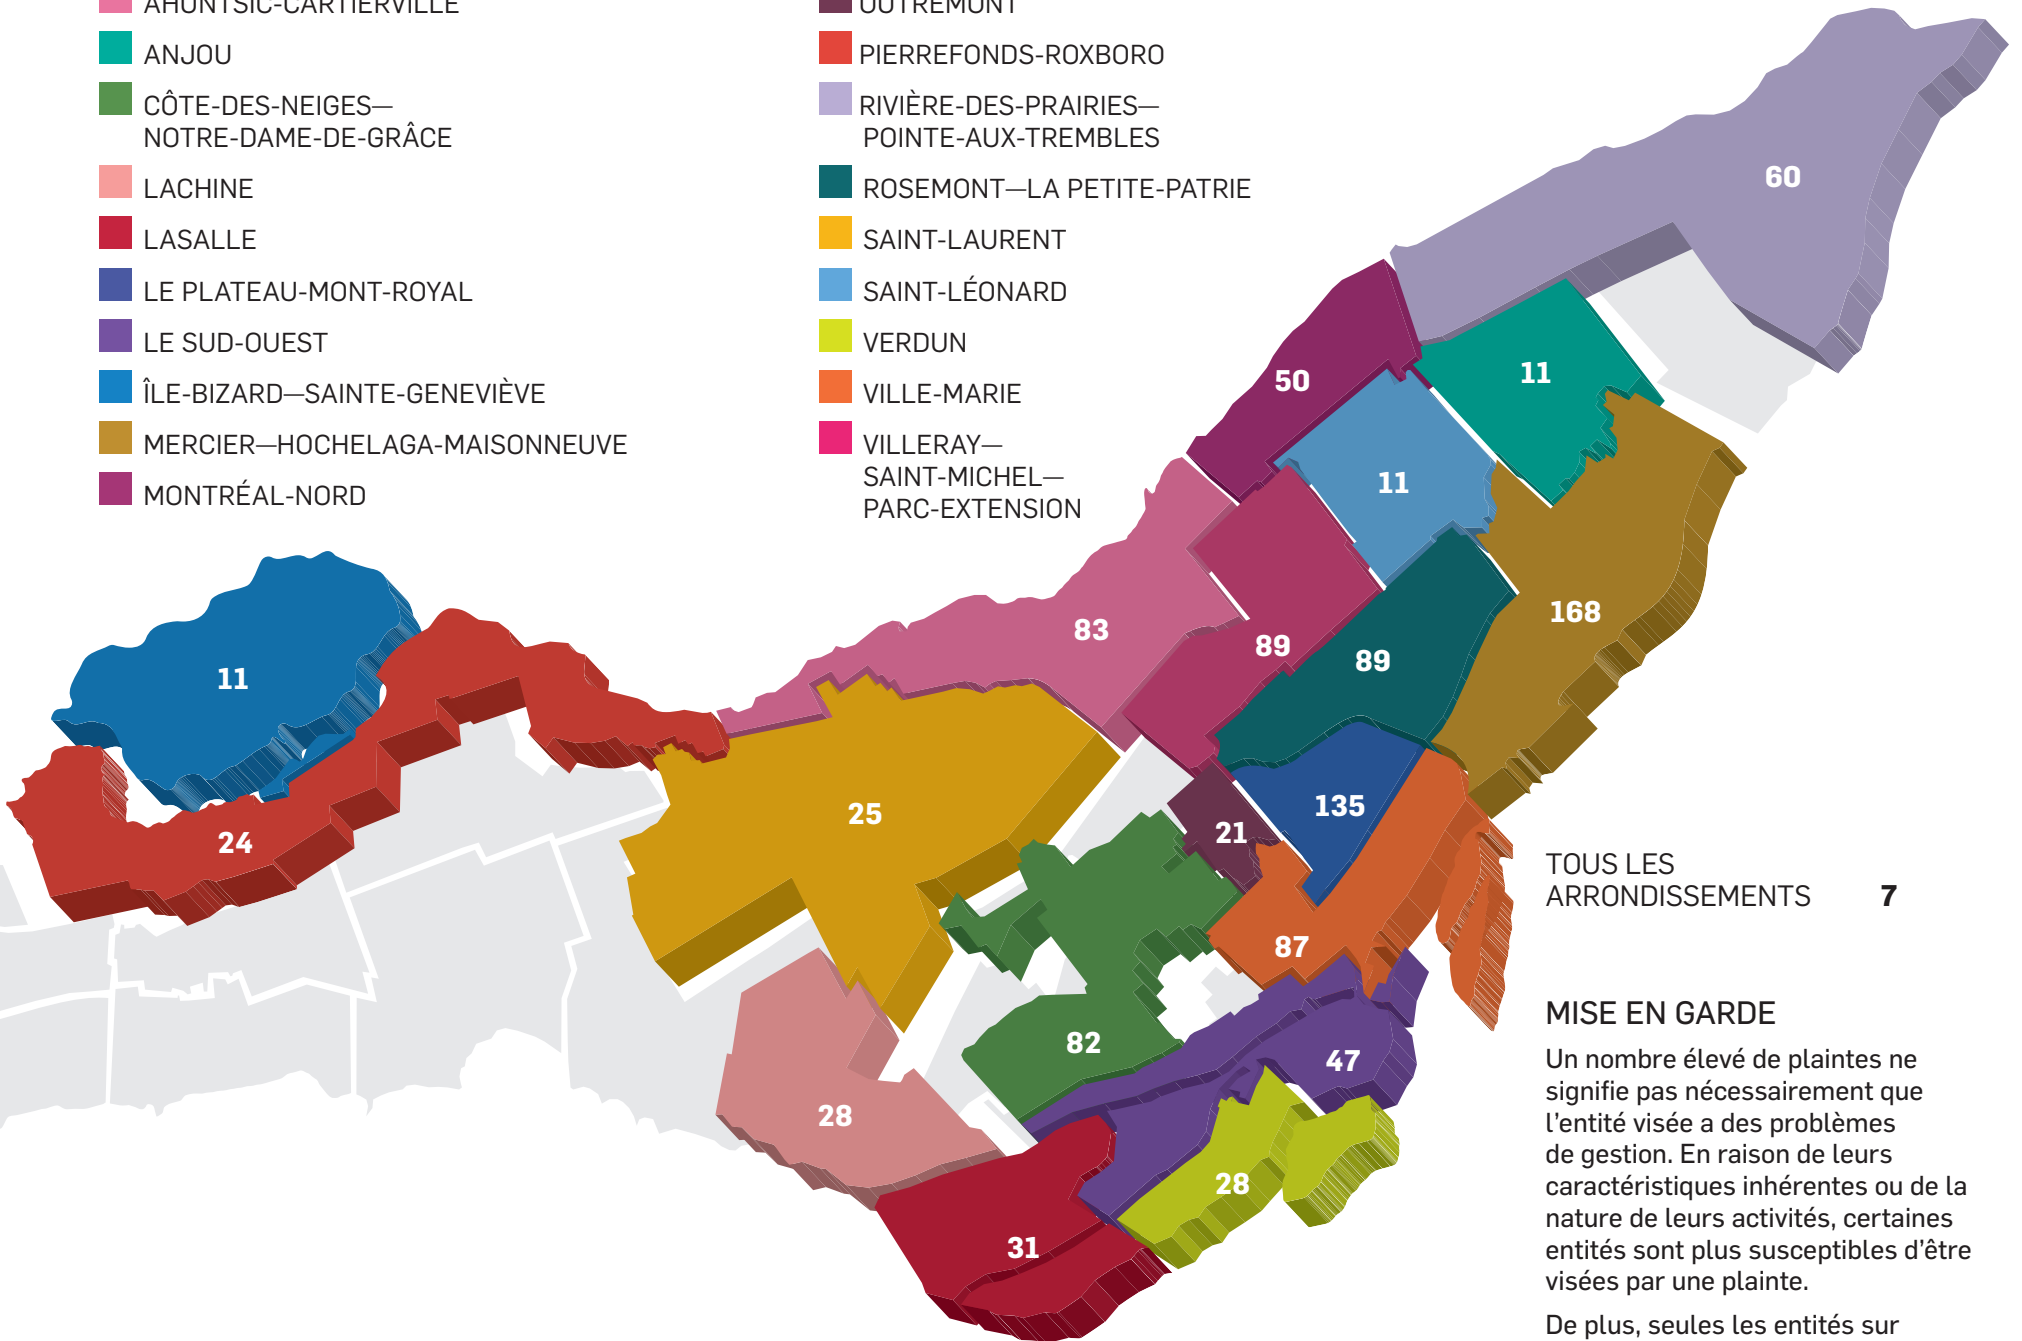 AHUNTSIC-CARTIERVILLE
ANJOU
CÔTE-DES-NEIGES—
NOTRE-DAME-DE-GRÂCE
LACHINE
LASALLE
LE PLATEAU-MONT-ROYAL
LE SUD-OUEST
ÎLE-BIZARD—SAINTE-GENEVIÈVE
MERCIER—HOCHELAGA-MAISONNEUVE
MONTRÉAL-NORD
OUTREMONT
PIERREFONDS-ROXBORO
RIVIÈRE-DES-PRAIRIES—
POINTE-AUX-TREMBLES
ROSEMONT—LA PETITE-PATRIE
SAINT-LAURENT
SAINT-LÉONARD
VERDUN
VILLE-MARIE
VILLERAY—
SAINT-MICHEL—
PARC-EXTENSION
60
11
50
11
168
83
89
89
11
25
135
21
24
87
82
47
28
28
31
TOUS LES
ARRONDISSEMENTS 7
MISE EN GARDE
Un nombre élevé de plaintes ne
signifie pas nécessairement que
l’entité visée a des problèmes
de gestion. En raison de leurs
caractéristiques inhérentes ou de la
nature de leurs activités, certaines
entités sont plus susceptibles d’être
visées par une plainte.
De plus, seules les entités sur